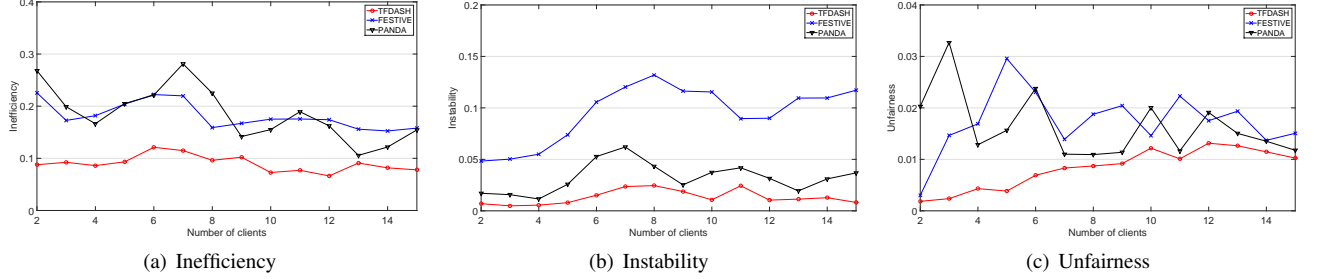 0.4
0.3
0.2
0.1
0
Inefficiency
2 4 6 8 10 12 14
Number of clients
TFDASH
FESTIVE
PANDA
(a) Inefficiency
0.2
0.15
0.1
0.05
0
Instability
2 4 6 8 10 12 14
Number of clients
TFDASH
FESTIVE
PANDA
(b) Instability
0.04
0.03
0.02
0.01
0
Unfairness
2 4 6 8 10 12 14
Number of clients
TFDASH
FESTIVE
PANDA
(c) Unfairness